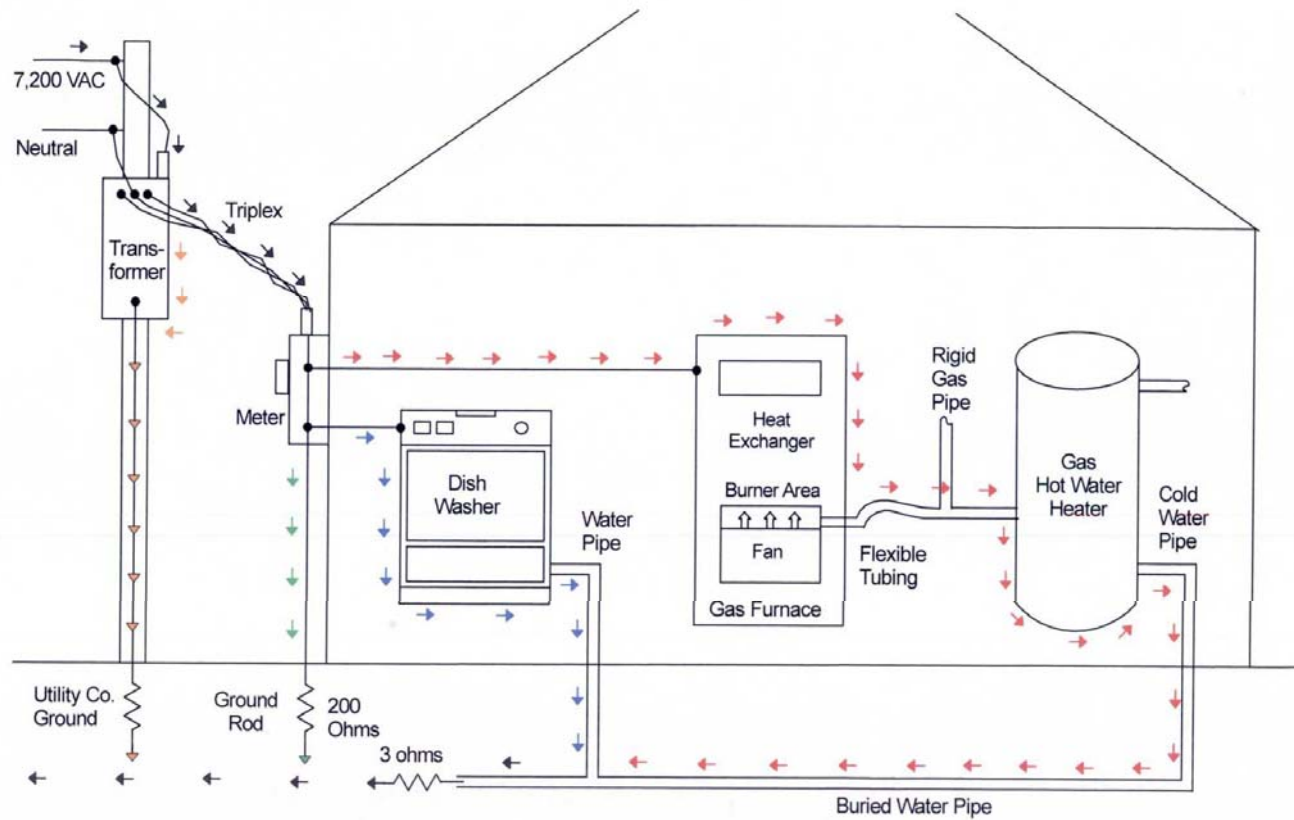 7,200 VAC
Neutral
Triplex
Trans-
former
Meter
Dish
Washer
Water
Pipe
Heat
Exchanger
Burner Area
Fan
Gas Furnace
Flexible
Tubing
Rigid
Gas
Pipe
Gas
Hot Water
Heater
Cold
Water
Pipe
Utility Co.
Ground
Ground
Rod
200
Ohms
3 ohms
Buried Water Pipe